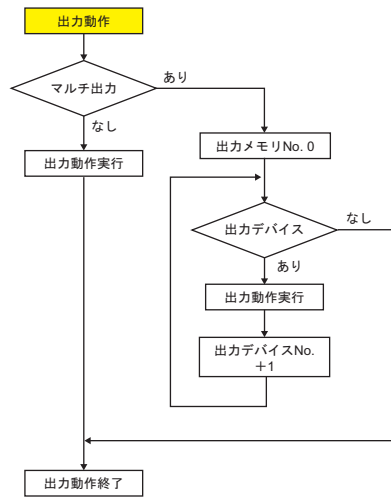 出力動作
マルチ出力
あり
なし
出力動作実行
出力メモリNo. 0
出力デバイス
なし
あり
出力動作実行
出力デバイスNo.
＋1
出力動作終了